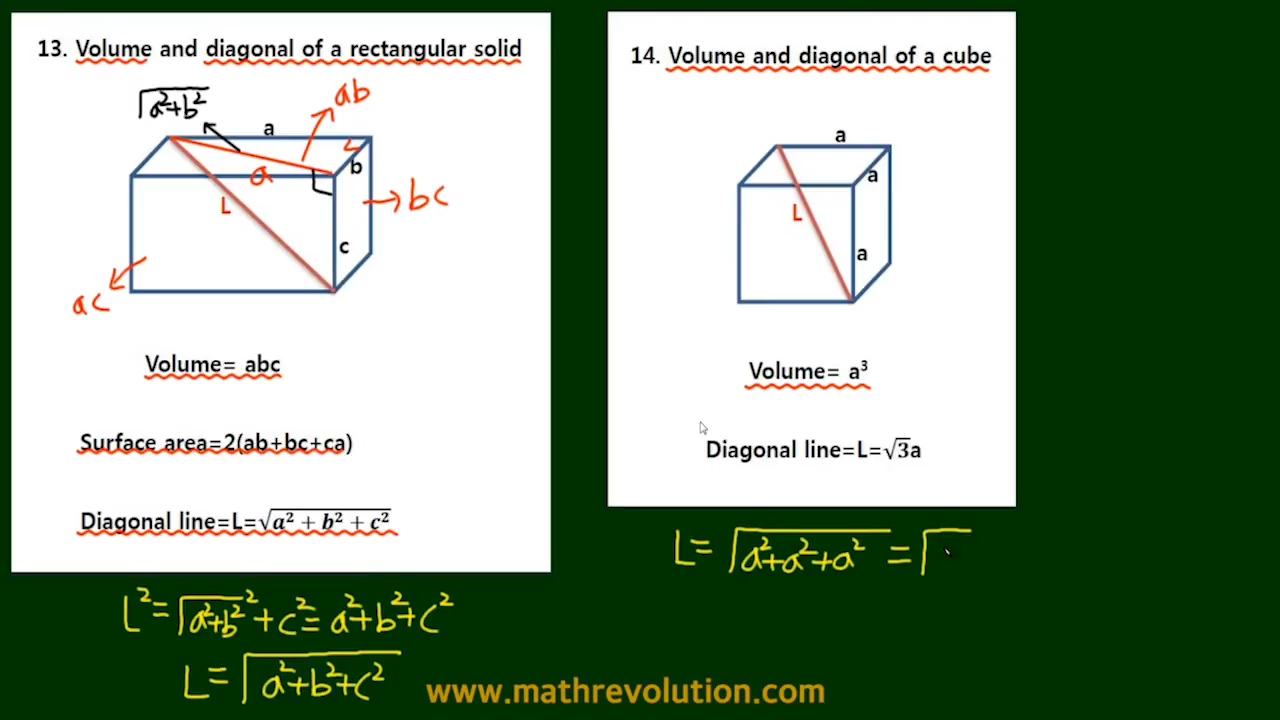 13. Volume and diagonal of a rectangular solid
√a²+b²
ab
a
a
b
L
bc
c
ac
Volume= abc
Surface area=2(ab+bc+ca)
Diagonal line=L=√a² + b² + c²
L²= √a²+b²² + c² = a²+b²+c²
L= √a²+b²+c²
14. Volume and diagonal of a cube
a
a
L
a
Volume= a³
Diagonal line=L=√3a
L= √a²+a²+a² = √
www.mathrevolution.com